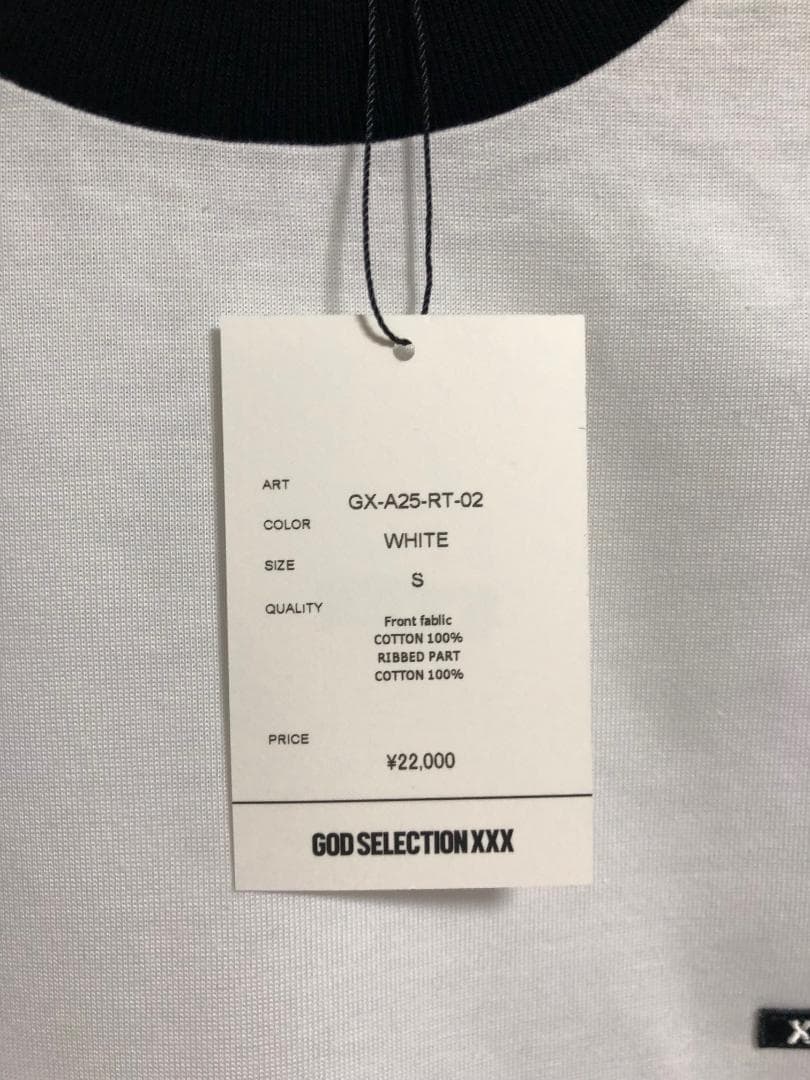 ART
GX-A25-RT-02
COLOR
WHITE
SIZE
S
QUALITY
Front fablic
COTTON 100%
RIBBED PART
COTTON 100%
PRICE
¥22,000
GOD SELECTION XXX
X